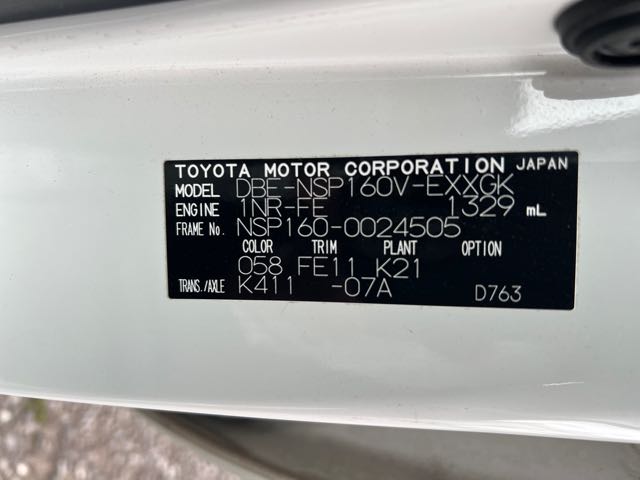 TOYOTA MOTOR CORPORATION JAPAN
MODEL DBE-NSP160V-EXXGK
ENGINE 1NR-FE 1329 mL
FRAME No. NSP160-0024505
COLOR TRIM PLANT OPTION
058 FE11 K21
TRANS./AXLE K411 -07A D763